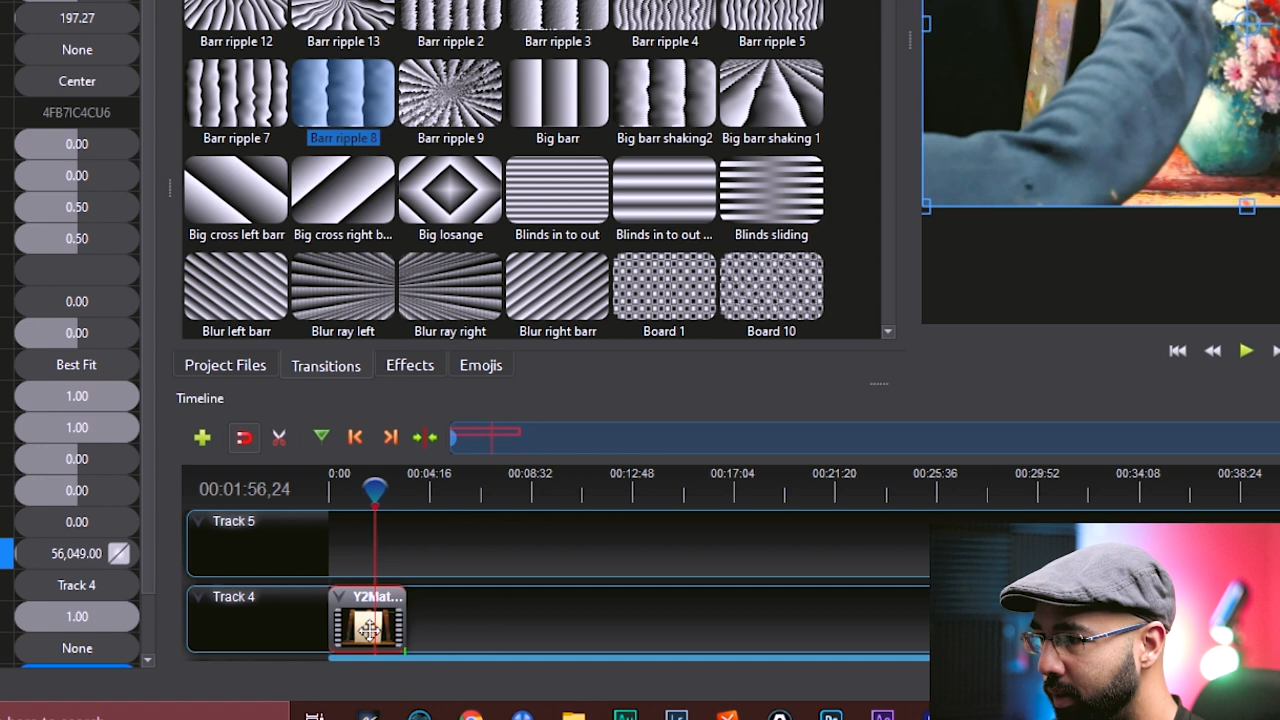 197.27
None
Center
4FB7IC4CU6
0.00
0.00
0.50
0.50
0.00
0.00
Best Fit
1.00
1.00
0.00
0.00
0.00
56,049.00
Track 4
1.00
None
Barr ripple 12 Barr ripple 13 Barr ripple 2 Barr ripple 3 Barr ripple 4 Barr ripple 5
Barr ripple 7 Barr ripple 8 Barr ripple 9 Big barr Big barr shaking2 Big barr shaking 1
Big cross left barr Big cross right b... Big losange Blinds in to out Blinds in to out ... Blinds sliding
Blur left barr Blur ray left Blur ray right Blur right barr Board 1 Board 10
Project Files Transitions Effects Emojis
Timeline
00:01:56,24
0:00 00:04:16 00:08:32 00:12:48 00:17:04 00:21:20 00:25:36 00:29:52 00:34:08 00:38:24
Track 5
Track 4 Y2Mat...